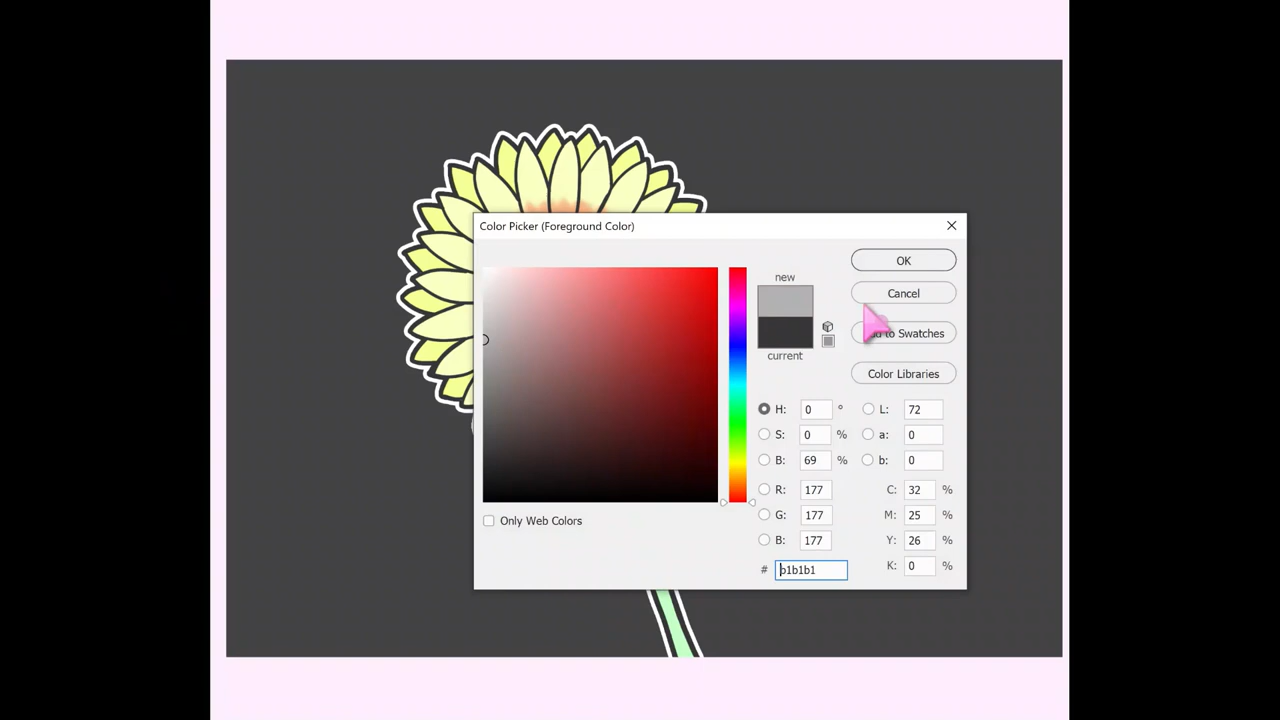 Color Picker (Foreground Color)
new
current
OK
Cancel
to Swatches
Color Libraries
H: 0 °
S: 0 %
B: 69 %
R: 177
G: 177
B: 177
# b1b1b1
L: 72
a: 0
b: 0
C: 32 %
M: 25 %
Y: 26 %
K: 0 %
Only Web Colors